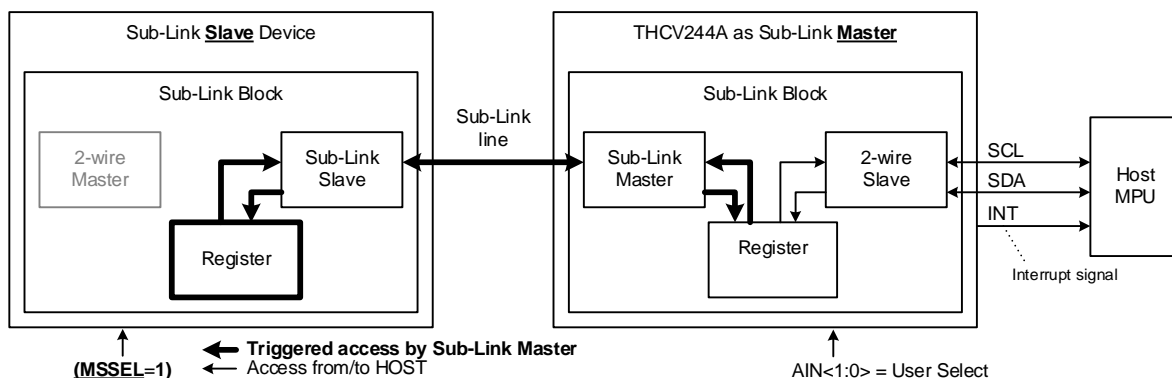 Sub-Link Slave Device
THCV244A as Sub-Link Master
Sub-Link Block
Sub-Link Block
2-wire
Master
Sub-Link
Slave
Register
Sub-Link
line
Sub-Link
Master
2-wire
Slave
Register
SCL
SDA
INT
Host
MPU
Interrupt signal
(MSSEL=1)
Triggered access by Sub-Link Master
Access from/to HOST
AIN<1:0> = User Select